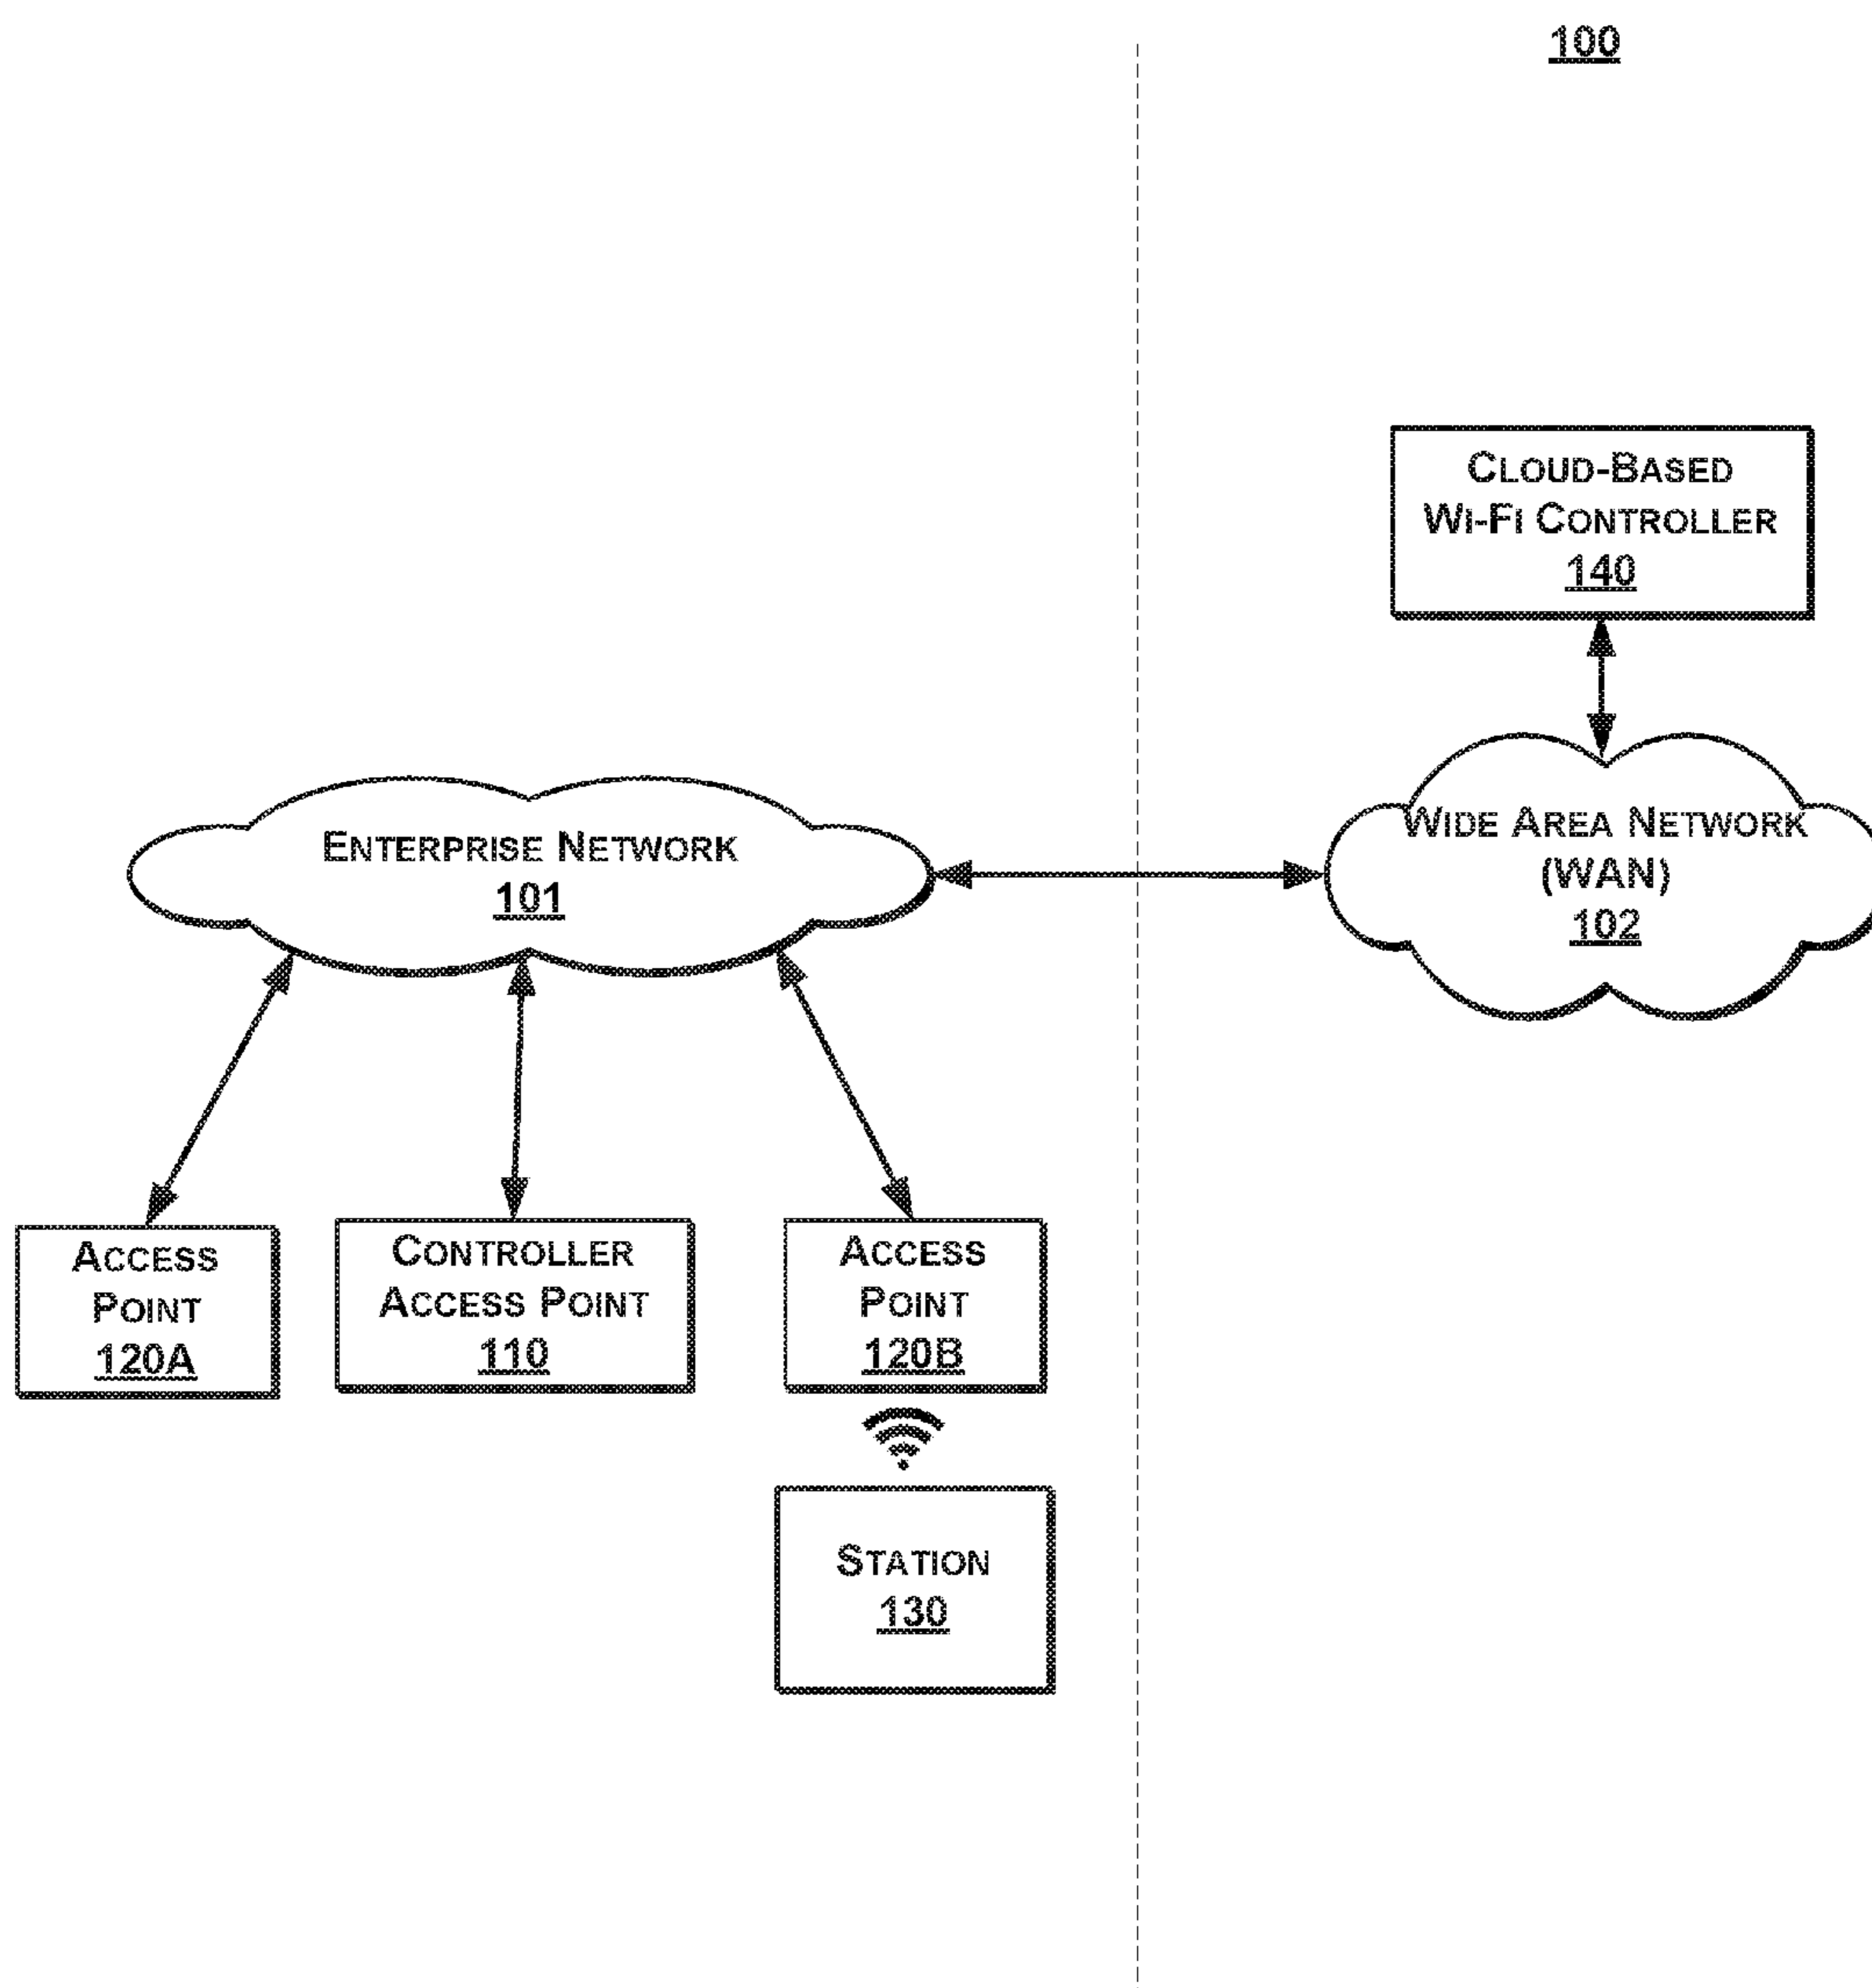 100
CLOUD-BASED
WI-FI CONTROLLER
140
WIDE AREA NETWORK
(WAN)
102
ENTERPRISE NETWORK
101
ACCESS
POINT
120A
CONTROLLER
ACCESS POINT
110
ACCESS
POINT
120B
STATION
130